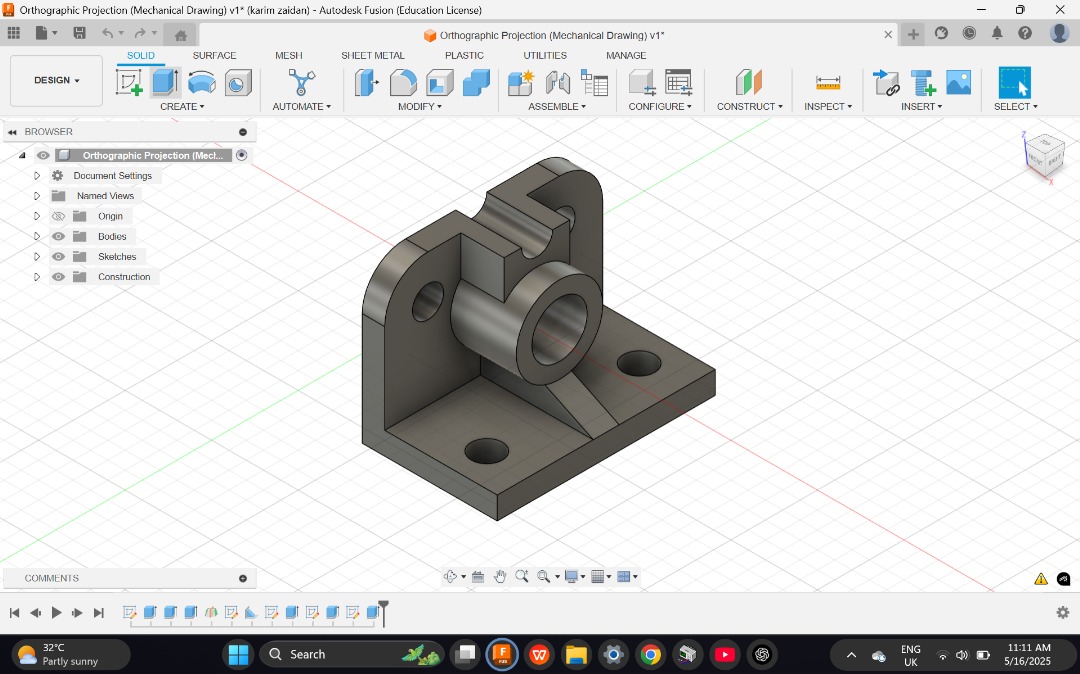 Orthographic Projection (Mechanical Drawing) v1* (karim zaidan) - Autodesk Fusion (Education License)
Orthographic Projection (Mechanical Drawing) v1*
SOLID SURFACE MESH SHEET METAL PLASTIC UTILITIES MANAGE
DESIGN
CREATE AUTOMATE MODIFY ASSEMBLE CONFIGURE CONSTRUCT INSPECT INSERT SELECT
BROWSER
Orthographic Projection (Mecl...
Document Settings
Named Views
Origin
Bodies
Sketches
Construction
Z
TOP
X
COMMENTS
32°C
Partly sunny
Search
ENG
UK
11:11 AM
5/16/2025